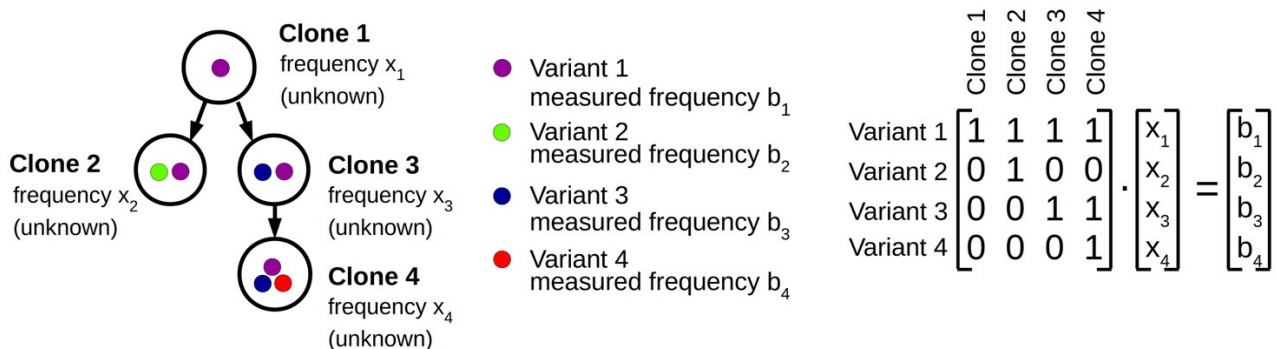 Clone 1
frequency x1
(unknown)
Clone 2
frequency x2
(unknown)
Clone 3
frequency x3
(unknown)
Clone 4
frequency x4
(unknown)
Variant 1
measured frequency b1
Variant 2
measured frequency b2
Variant 3
measured frequency b3
Variant 4
measured frequency b4
Clone 1
Clone 2
Clone 3
Clone 4
Variant 1 [1 1 1 1] [x1] [b1]
Variant 2 [0 1 0 0] [x2] [b2]
Variant 3 [0 0 1 1] · [x3] = [b3]
Variant 4 [0 0 0 1] [x4] [b4]